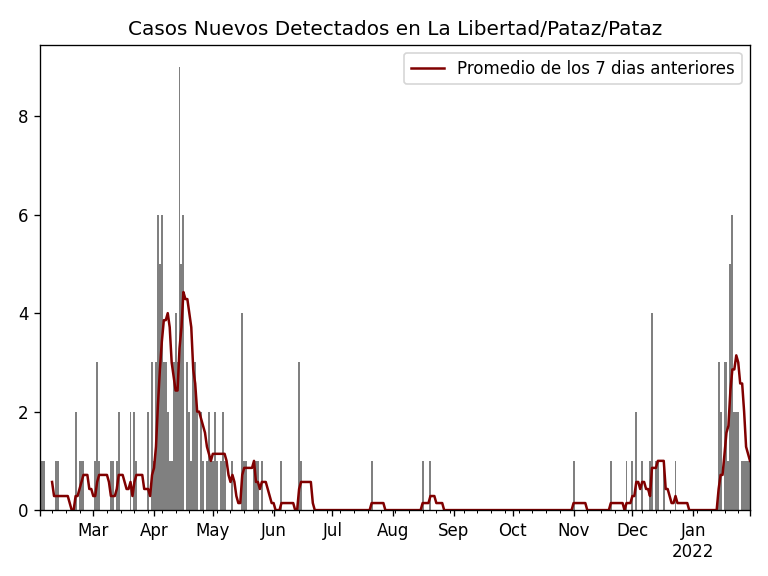 Casos Nuevos Detectados en La Libertad/Pataz/Pataz
Promedio de los 7 dias anteriores
8
6
4
2
0
Mar Apr May Jun Jul Aug Sep Oct Nov Dec Jan
2022